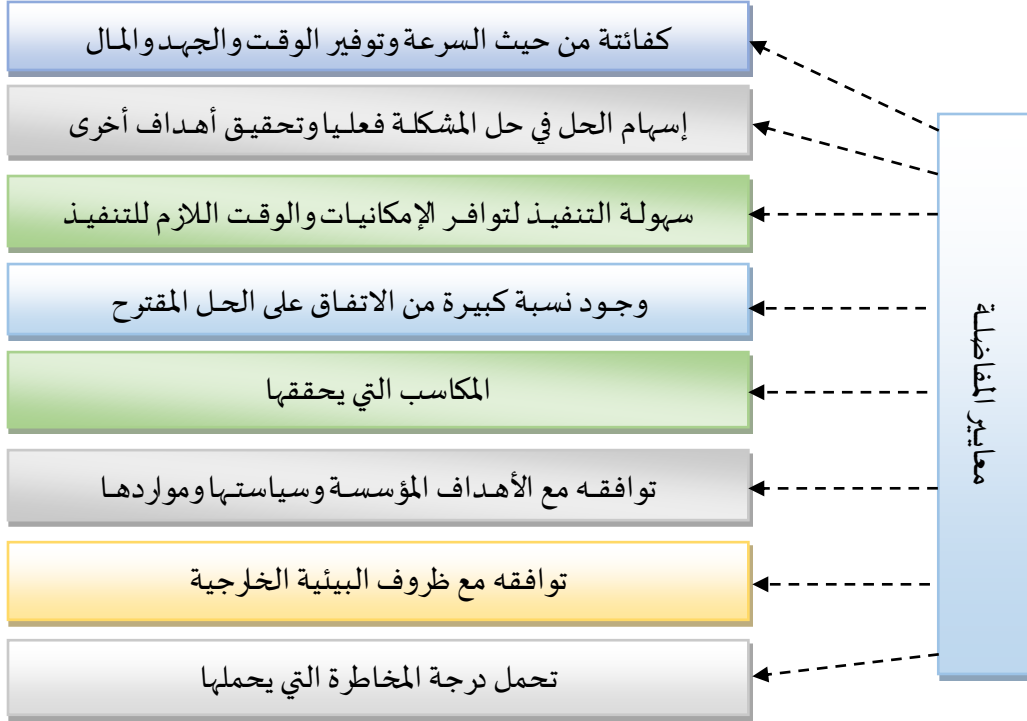 معايير المفاضلة
كفائتة من حيث السرعة وتوفير الوقت والجهد والمال
إسهام الحل في حل المشكلة فعليا وتحقيق أهداف أخرى
سهولة التنفيذ لتوافر الإمكانيات والوقت اللازم للتنفيذ
وجود نسبة كبيرة من الاتفاق على الحل المقترح
المكاسب التي يحققها
توافقه مع الأهداف المؤسسة وسياستها ومواردها
توافقه مع ظروف البيئية الخارجية
تحمل درجة المخاطرة التي يحملها